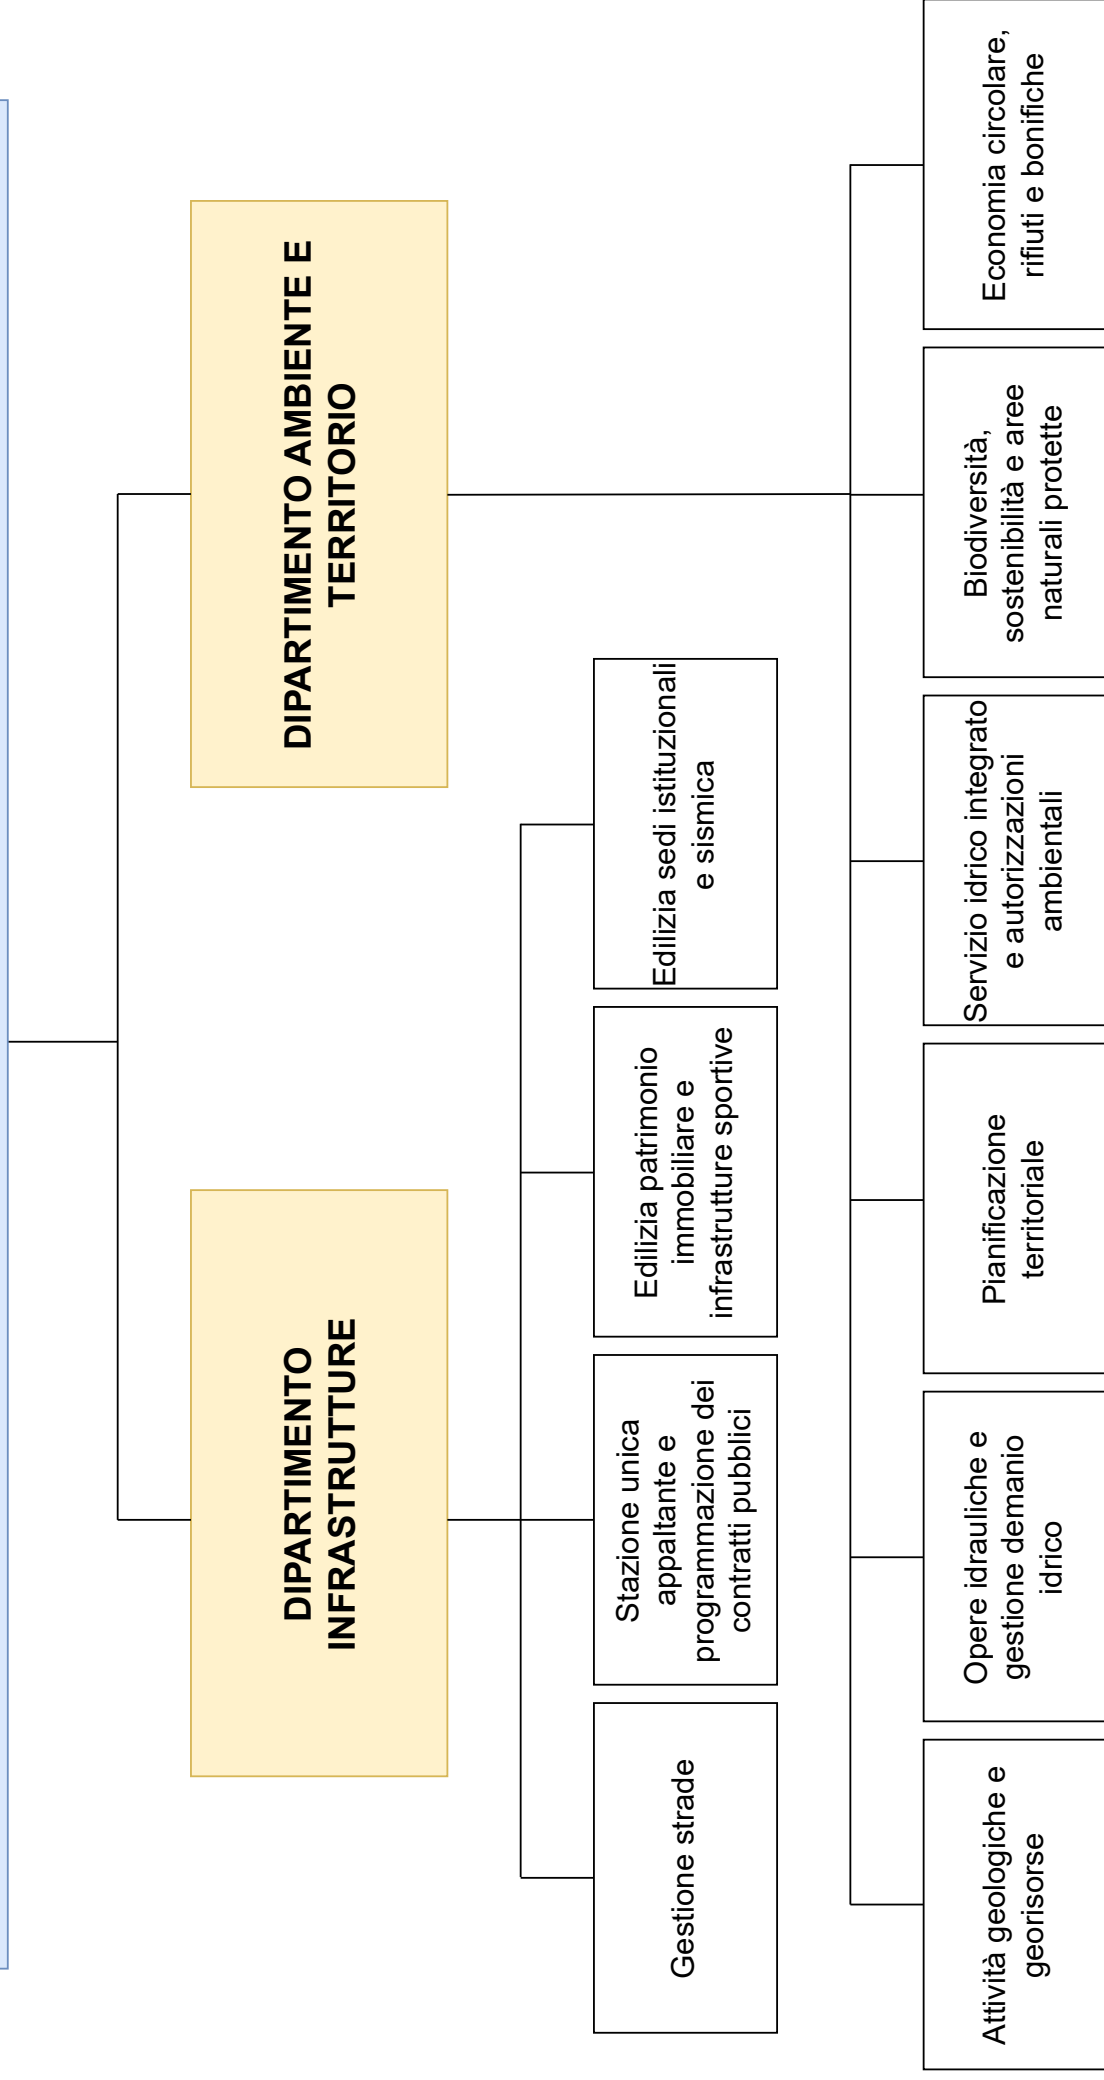 DIPARTIMENTO
INFRASTRUTTURE
DIPARTIMENTO AMBIENTE E
TERRITORIO
Gestione strade
Stazione unica
appaltante e
programmazione dei
contratti pubblici
Edilizia patrimonio
immobiliare e
infrastrutture sportive
Edilizia sedi istituzionali
e sismica
Attività geologiche e
georisorse
Opere idrauliche e
gestione demanio
idrico
Pianificazione
territoriale
Servizio idrico integrato
e autorizzazioni
ambientali
Biodiversità,
sostenibilità e aree
naturali protette
Economia circolare,
rifiuti e bonifiche